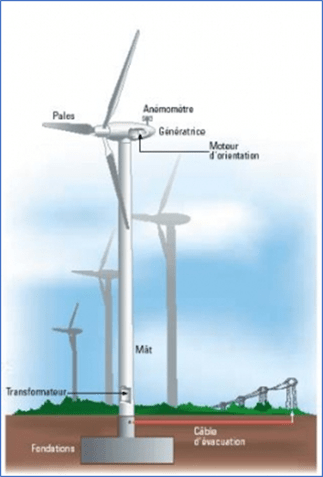 Anémomètre
Pales
Génératrice
Moteur
d'orientation
Mât
Transformateur
Câble
d'évacuation
Fondations